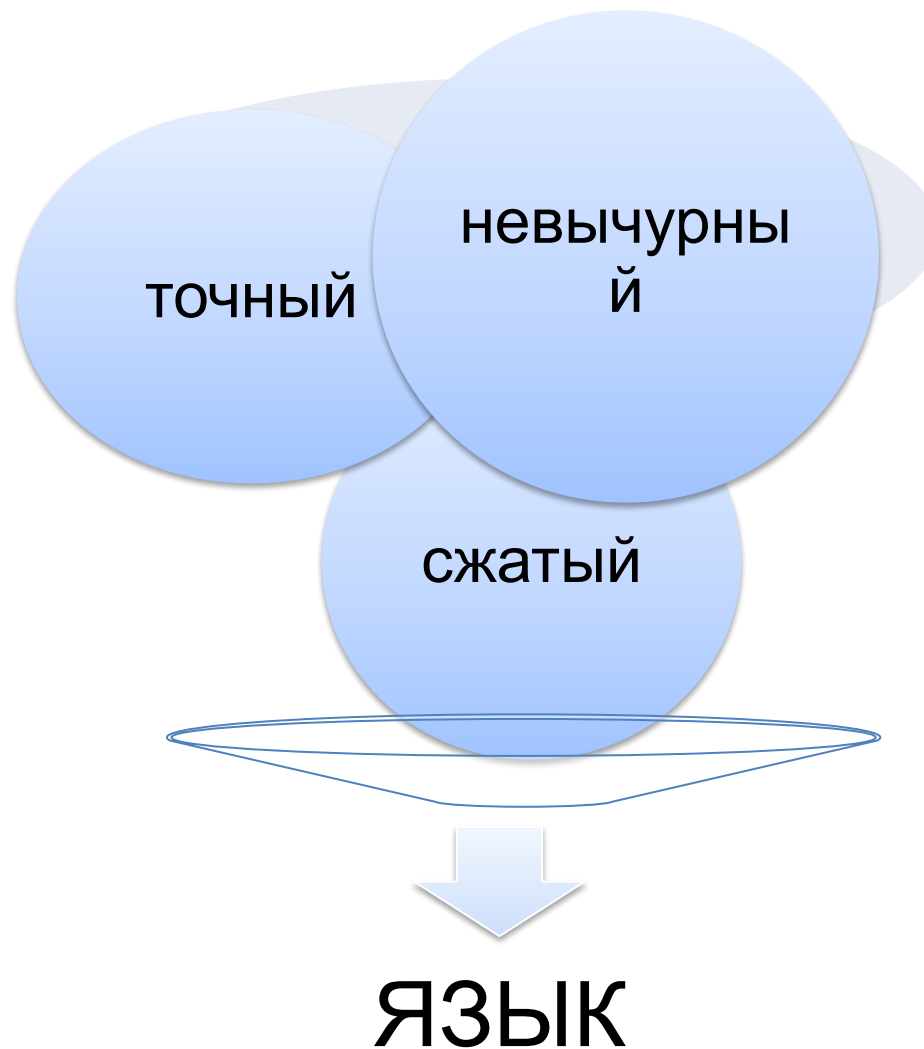 невычурны
й
точный
сжатый
ЯЗЫК